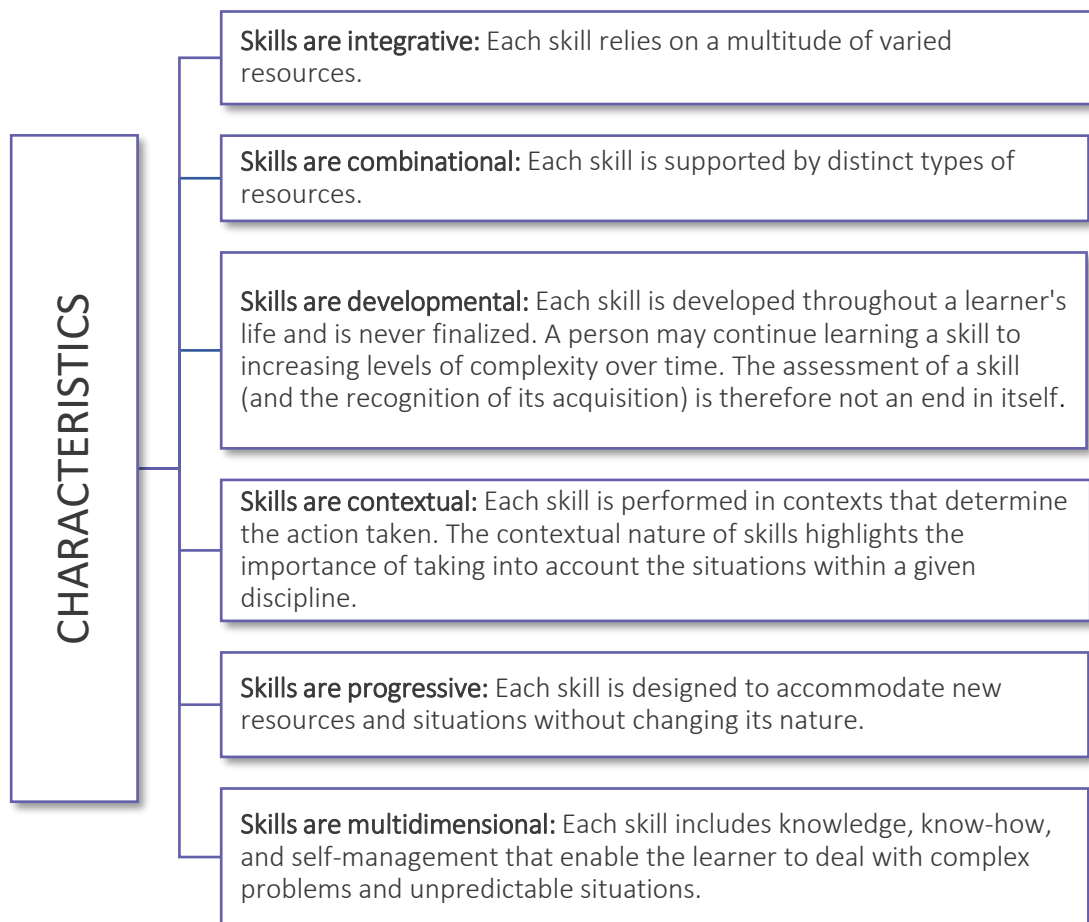 CHARACTERISTICS
Skills are integrative: Each skill relies on a multitude of varied
resources.
Skills are combinational: Each skill is supported by distinct types of
resources.
Skills are developmental: Each skill is developed throughout a learner's
life and is never finalized. A person may continue learning a skill to
increasing levels of complexity over time. The assessment of a skill
(and the recognition of its acquisition) is therefore not an end in itself.
Skills are contextual: Each skill is performed in contexts that determine
the action taken. The contextual nature of skills highlights the
importance of taking into account the situations within a given
discipline.
Skills are progressive: Each skill is designed to accommodate new
resources and situations without changing its nature.
Skills are multidimensional: Each skill includes knowledge, know-how,
and self-management that enable the learner to deal with complex
problems and unpredictable situations.